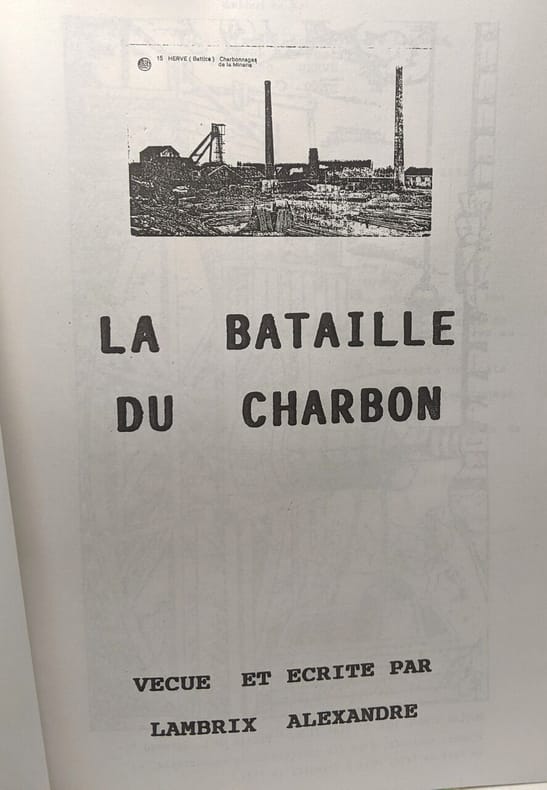 15 HERVE (Battice) Charbonnages
de la Minerie
LA BATAILLE
DU CHARBON
VECUE ET ECRITE PAR
LAMBRIX ALEXANDRE